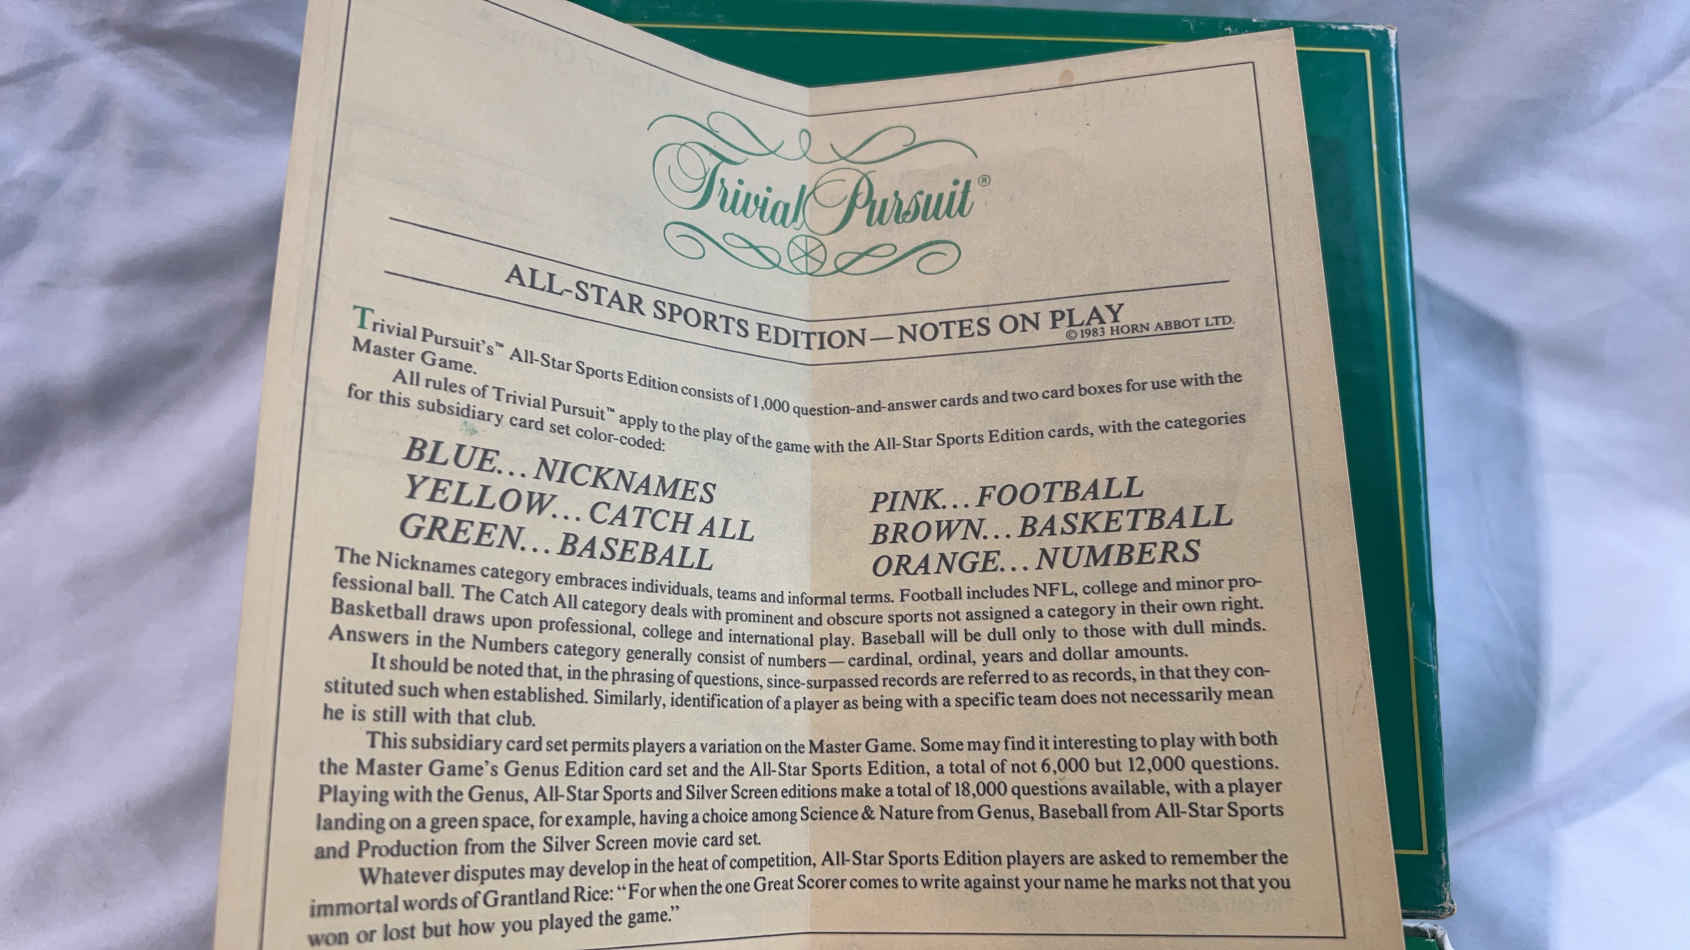 Trivial Pursuit®
ALL-STAR SPORTS EDITION—NOTES ON PLAY
©1983 HORN ABBOT LTD.
Trivial Pursuit's™ All-Star Sports Edition consists of 1,000 question-and-answer cards and two card boxes for use with the
Master Game.
All rules of Trivial Pursuit™ apply to the play of the game with the All-Star Sports Edition cards, with the categories
for this subsidiary card set color-coded:
BLUE...NICKNAMES
YELLOW...CATCH ALL
GREEN...BASEBALL
PINK...FOOTBALL
BROWN...BASKETBALL
ORANGE...NUMBERS
The Nicknames category embraces individuals, teams and informal terms. Football includes NFL, college and minor pro-
fessional ball. The Catch All category deals with prominent and obscure sports not assigned a category in their own right.
Basketball draws upon professional, college and international play. Baseball will be dull only to those with dull minds.
Answers in the Numbers category generally consist of numbers—cardinal, ordinal, years and dollar amounts.
It should be noted that, in the phrasing of questions, since-surpassed records are referred to as records, in that they con-
stituted such when established. Similarly, identification of a player as being with a specific team does not necessarily mean
he is still with that club.
This subsidiary card set permits players a variation on the Master Game. Some may find it interesting to play with both
the Master Game's Genus Edition card set and the All-Star Sports Edition, a total of not 6,000 but 12,000 questions.
Playing with the Genus, All-Star Sports and Silver Screen editions make a total of 18,000 questions available, with a player
landing on a green space, for example, having a choice among Science & Nature from Genus, Baseball from All-Star Sports
and Production from the Silver Screen movie card set.
Whatever disputes may develop in the heat of competition, All-Star Sports Edition players are asked to remember the
immortal words of Grantland Rice: "For when the one Great Scorer comes to write against your name he marks not that you
won or lost but how you played the game."